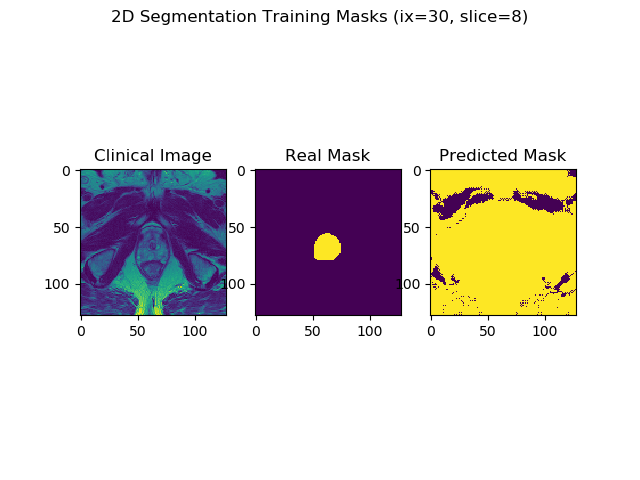 2D Segmentation Training Masks (ix=30, slice=8)
Clinical Image Real Mask Predicted Mask
0 0 0
50 50 50
100 100 100
0 100 0 50 100 0 50 100